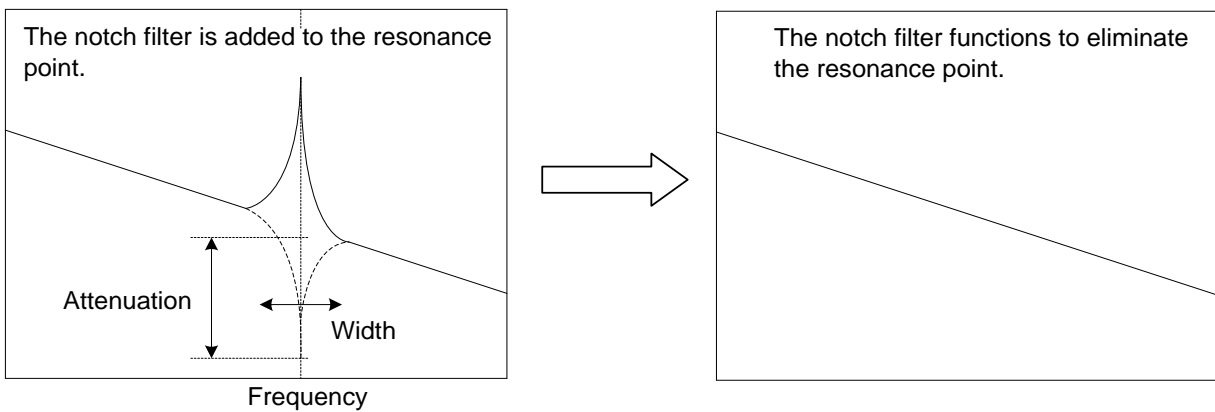 The notch filter is added to the resonance
point.
Attenuation
Width
Frequency
The notch filter functions to eliminate
the resonance point.